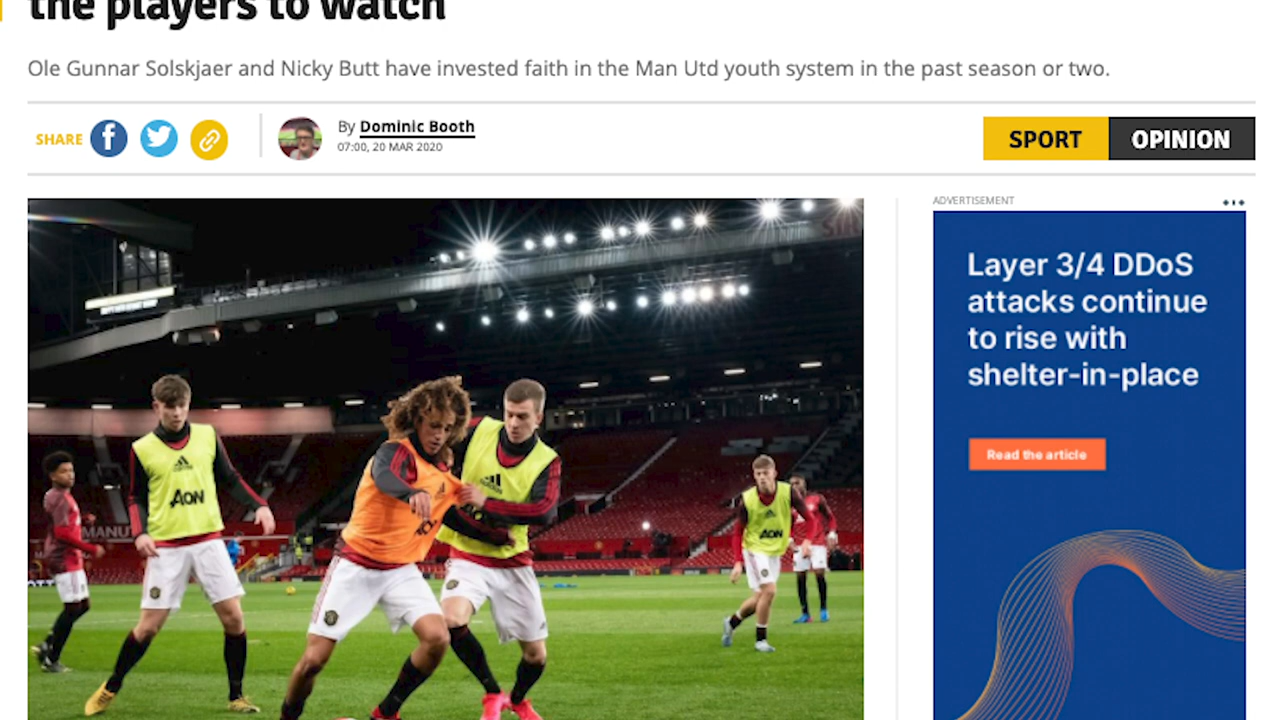 the players to watch
Ole Gunnar Solskjaer and Nicky Butt have invested faith in the Man Utd youth system in the past season or two.
SHARE
By Dominic Booth
07:00, 20 MAR 2020
SPORT
OPINION
ADVERTISEMENT
Layer 3/4 DDoS
attacks continue
to rise with
shelter-in-place
Read the article
AON
AON
MANU